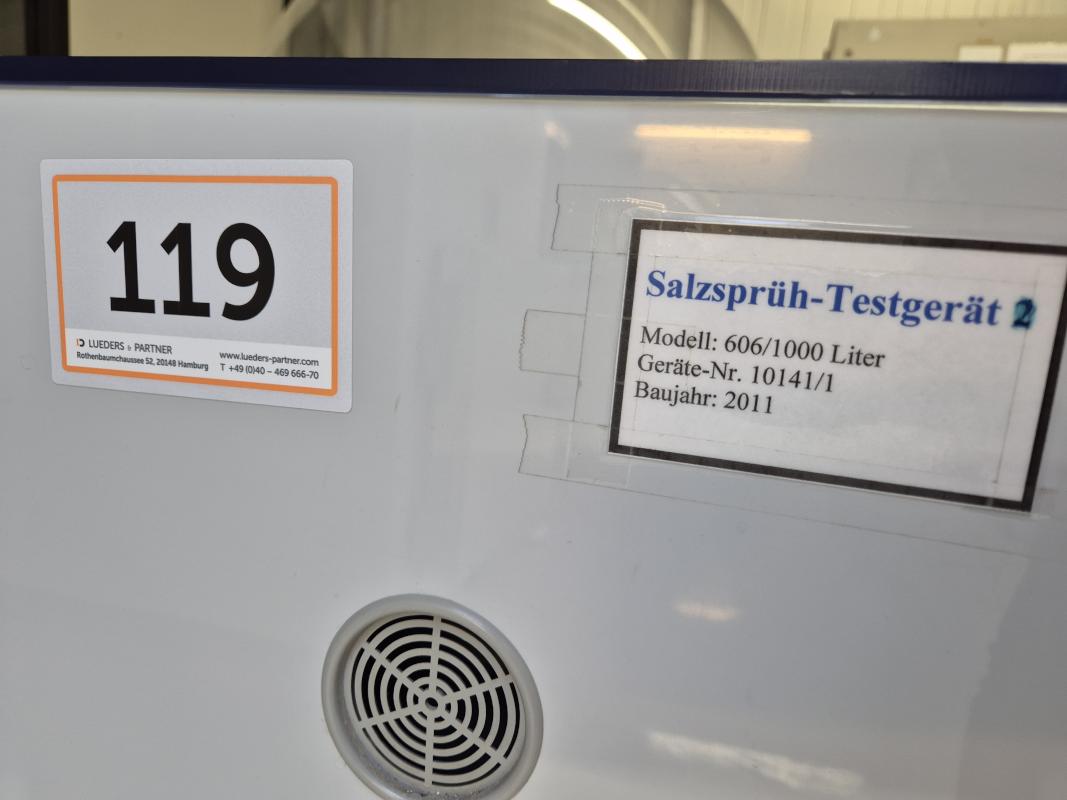 119
LUEDERS & PARTNER
Rothenbaumchaussee 52, 20148 Hamburg
www.lueders-partner.com
T +49 (0)40 – 469 666-70
Salzsprüh-Testgerät 2
Modell: 606/1000 Liter
Geräte-Nr. 10141/1
Baujahr: 2011